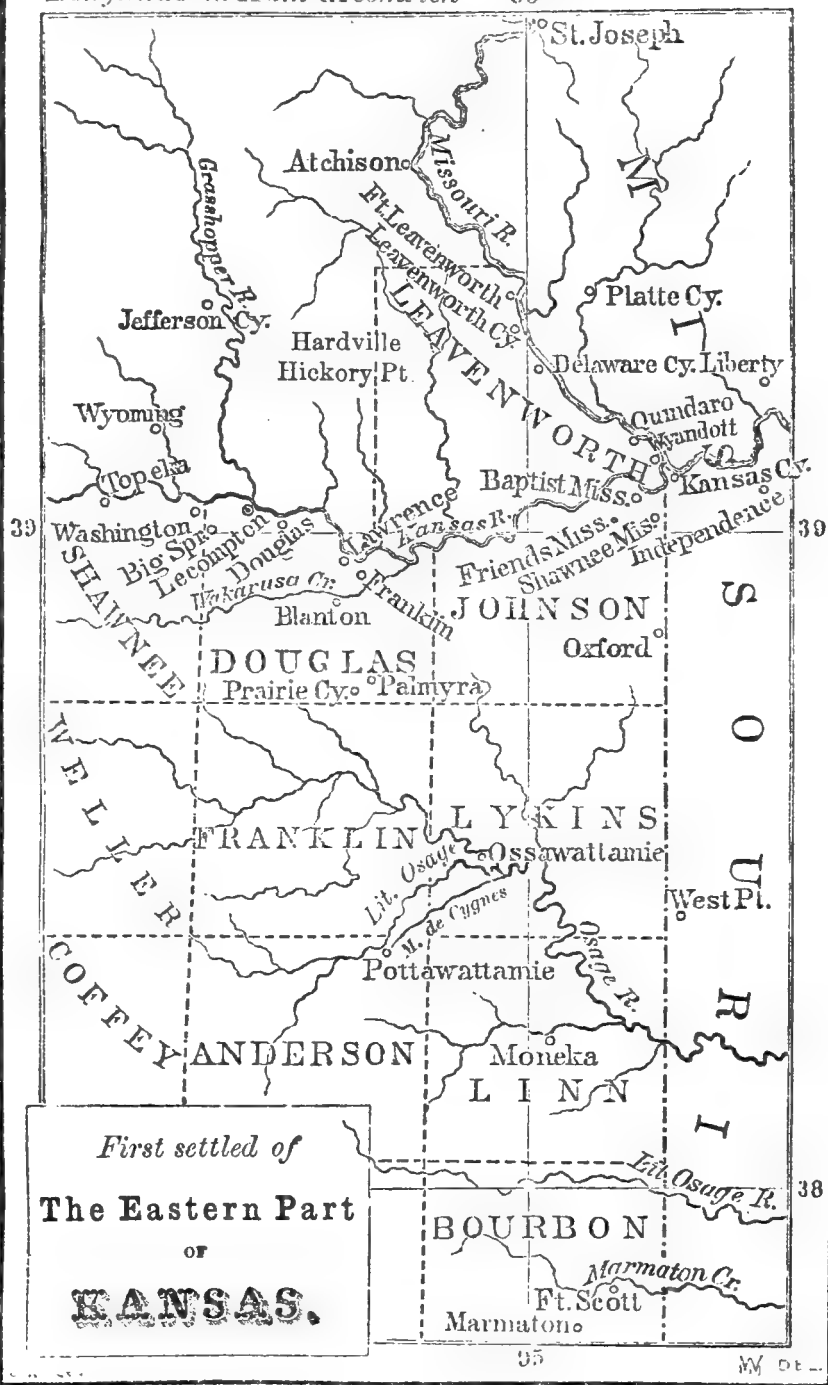 St. Joseph
Atchison
Missouri R.
M
Grasshopper R.
Ft. Leavenworth
Leavenworth Cy.
Platte Cy.
I
Jefferson Cy.
LEAVENWORTH
Hardville
Hickory Pt.
Delaware Cy. Liberty
Wyoming
Quindaro
Wyandott
S
Topeka
Baptist Miss.
Kansas Cy.
Lawrence
Kansas R.
39
Washington
Big Spr.
Lecompton
Douglas
Friends Miss.
Shawnee Mis
Independence
39
SHAWNEE
Wakarusa Cr.
Franklin
S
Blanton
JOHNSON
Oxford
DOUGLAS
Prairie Cy. Palmyra
O
WELLER
LYKINS
FRANKLIN
Lit. Osage
Ossawattamie
U
West Pt.
M. de Cygnes
Osage R.
COFFEY
Pottawattamie
R
ANDERSON
Moneka
LINN
I
First settled of
The Eastern Part
OF
KANSAS.
Lit. Osage R.
38
BOURBON
Marmaton Cr.
Ft. Scott
Marmaton
95